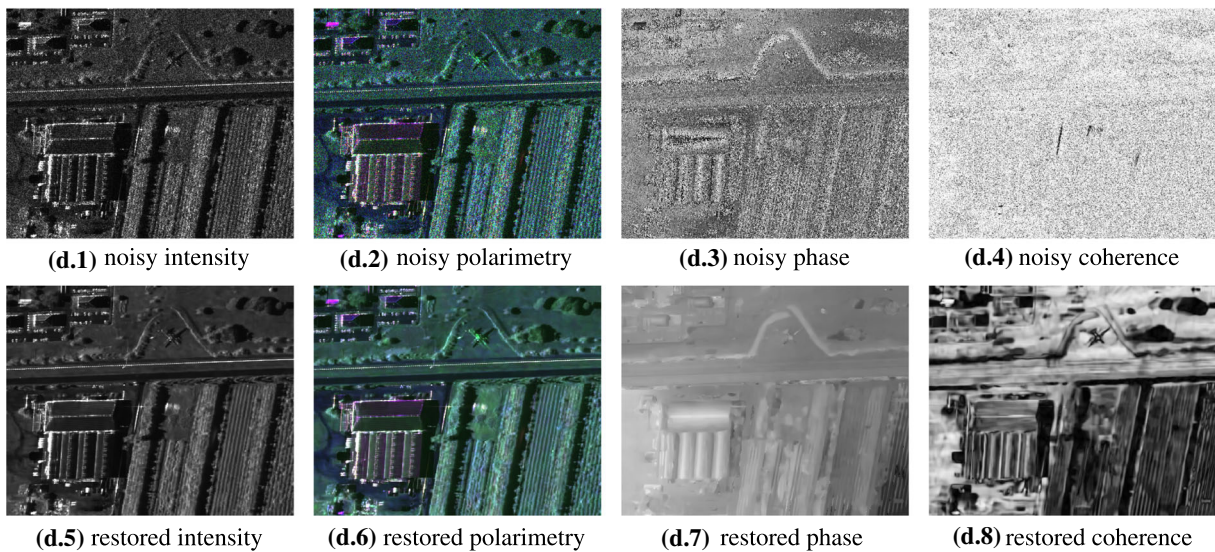 (d.1) noisy intensity
(d.2) noisy polarimetry
(d.3) noisy phase
(d.4) noisy coherence
(d.5) restored intensity
(d.6) restored polarimetry
(d.7) restored phase
(d.8) restored coherence